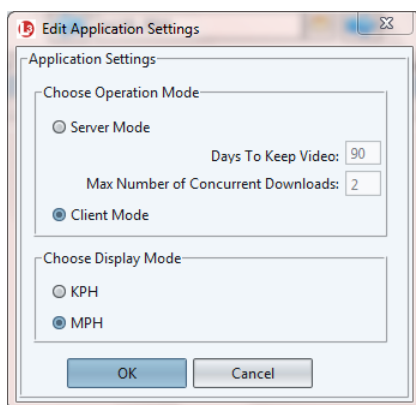 Edit Application Settings
Application Settings
Choose Operation Mode
Server Mode
Days To Keep Video: 90
Max Number of Concurrent Downloads: 2
Client Mode
Choose Display Mode
KPH
MPH
OK Cancel